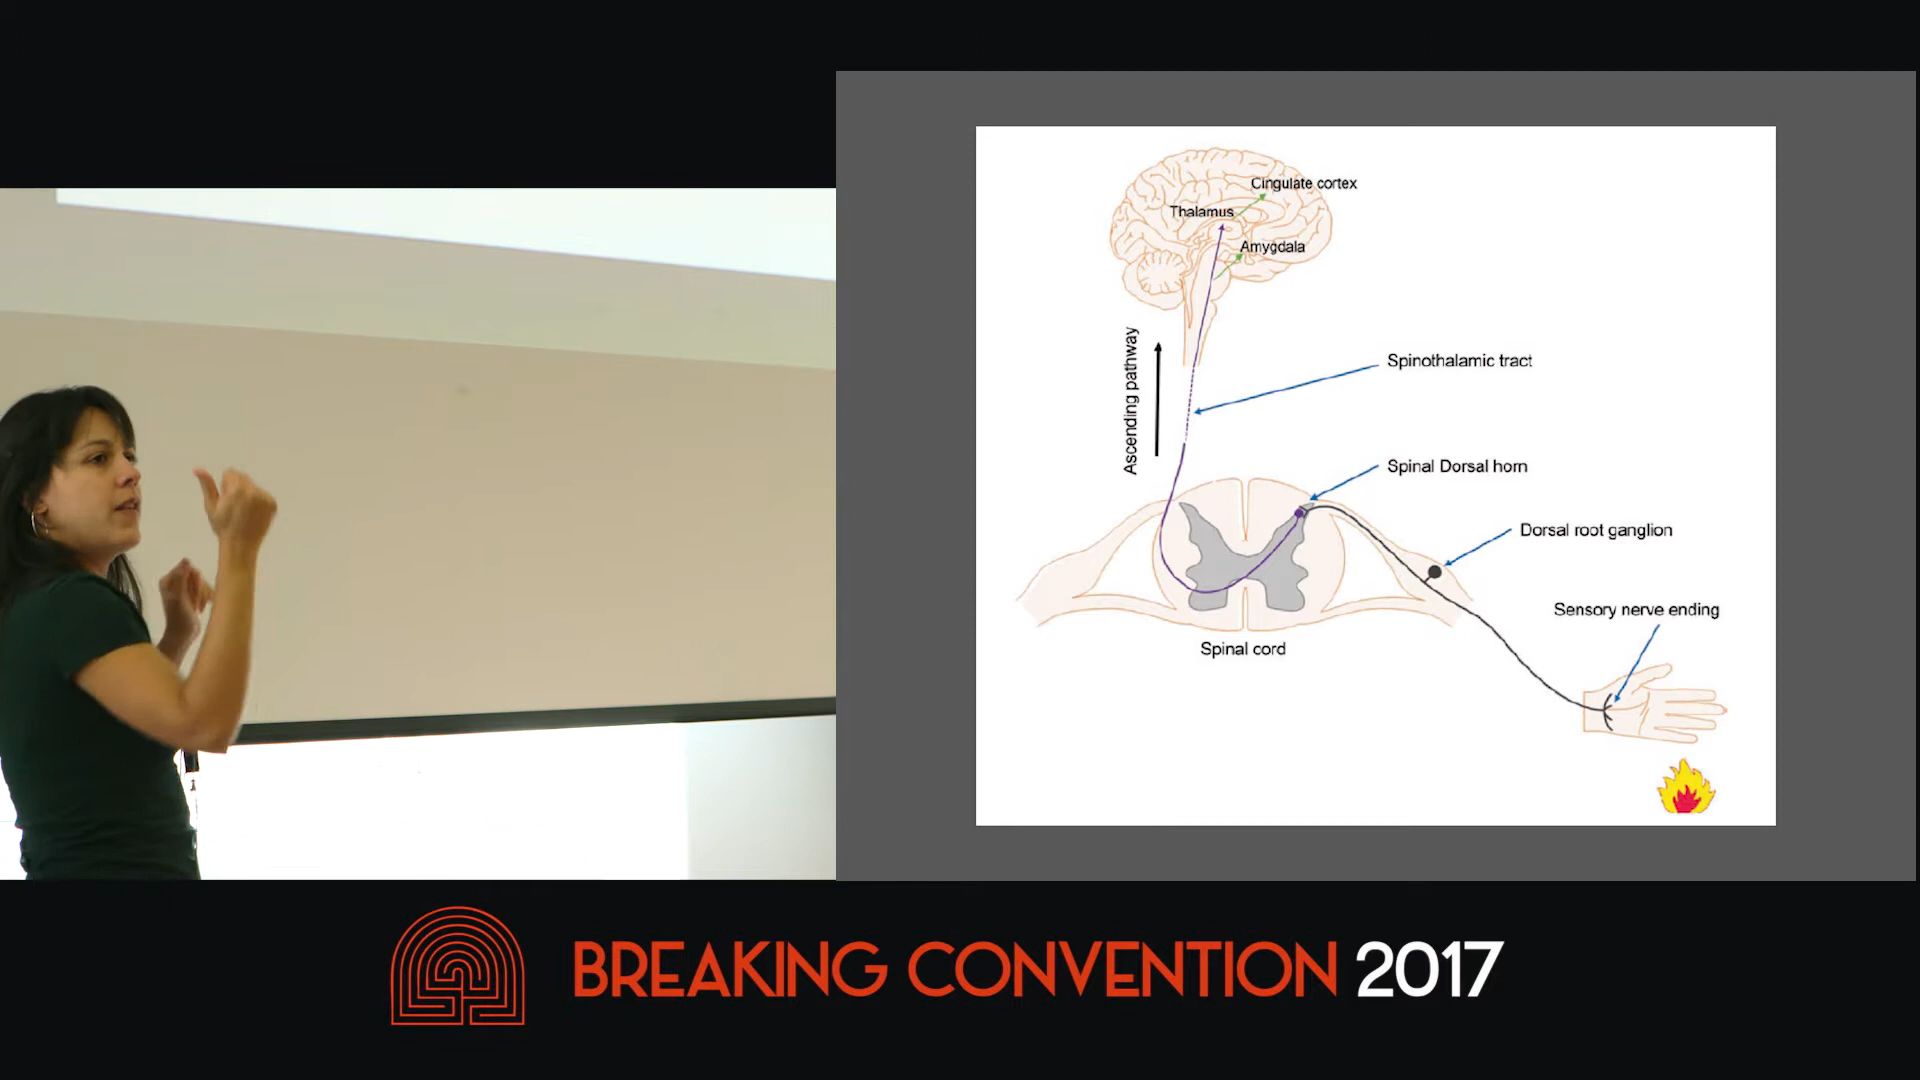 Cingulate cortex
Thalamus
Amygdala
Ascending pathway
Spinothalamic tract
Spinal Dorsal horn
Dorsal root ganglion
Sensory nerve ending
Spinal cord
BREAKING CONVENTION 2017